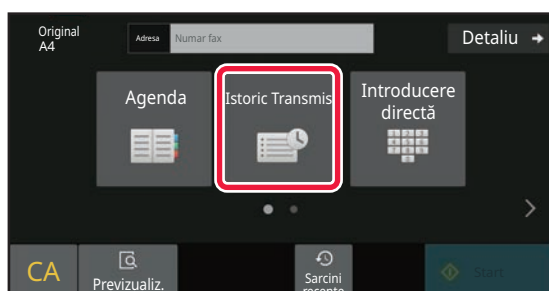 Original
A4
Adresa
Numar fax
Detaliu
Agenda
Istoric Transmis
Introducere
directă
CA
Previzualiz.
Sarcini
recente
Start